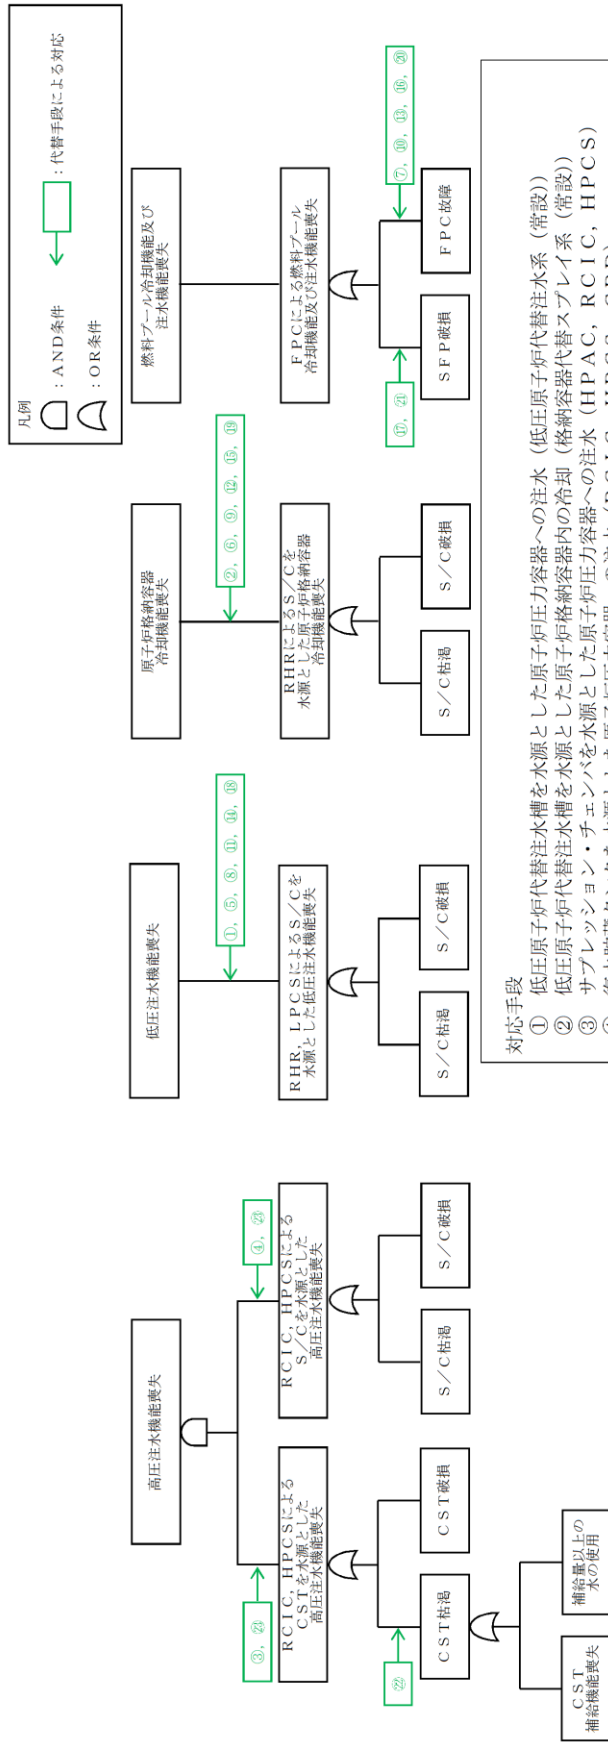 凡例
：AND条件
：OR条件
：代替手段による対応
高圧注水機能喪失
③，㉓
④，㉓
RCIC，HPCSによる
CSTを水源とした
高圧注水機能喪失
RCIC，HPCSによる
S／Cを水源とした
高圧注水機能喪失
㉒
CST枯渇
CST破損
S／C枯渇
S／C破損
CST
補給機能喪失
補給量以上の
水の使用
低圧注水機能喪失
①，⑤，⑧，⑪，⑭，⑱
RHR，LPCSによるS／Cを
水源とした低圧注水機能喪失
S／C枯渇
S／C破損
原子炉格納容器
冷却機能喪失
②，⑥，⑨，⑫，⑮，⑲
RHRによるS／Cを
水源とした原子炉格納容器
冷却機能喪失
S／C枯渇
S／C破損
燃料プール冷却機能及び
注水機能喪失
FPCによる燃料プール
冷却機能及び注水機能喪失
⑰，㉑
⑦，⑩，⑬，⑯，⑳
SFP破損
FPC故障
対応手段
① 低圧原子炉代替注水槽を水源とした原子炉圧力容器への注水（低圧原子炉代替注水系（常設））
② 低圧原子炉代替注水槽を水源とした原子炉格納容器内の冷却（格納容器代替スプレイ系（常設））
③ サプレッション・チェンバを水源とした原子炉圧力容器への注水（HPAC，RCIC，HPCS）